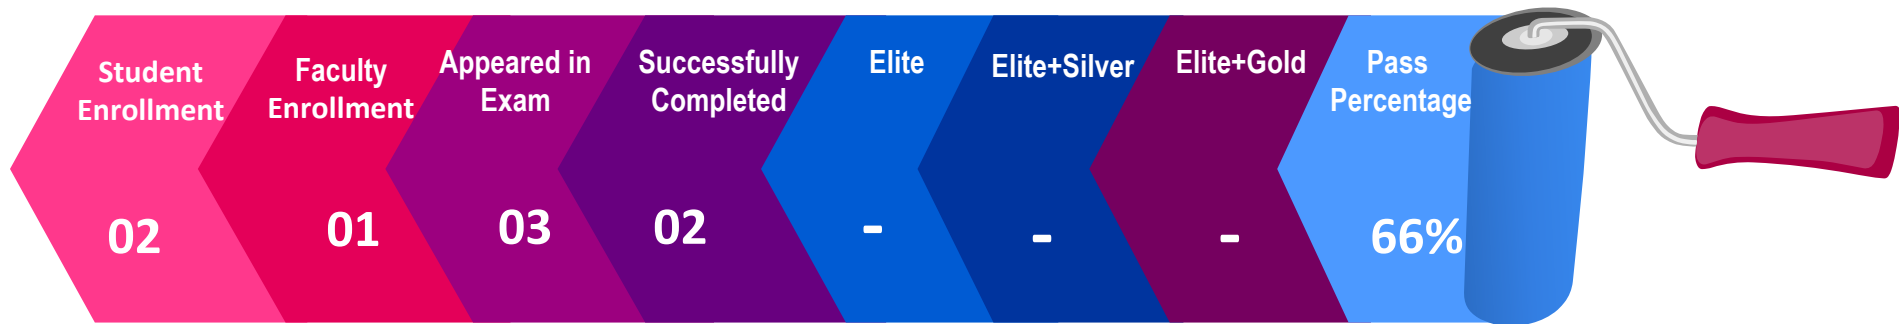 Student
Enrollment
02
Faculty
Enrollment
01
Appeared in
Exam
03
Successfully
Completed
02
Elite
-
Elite+Silver
-
Elite+Gold
-
Pass
Percentage
66%